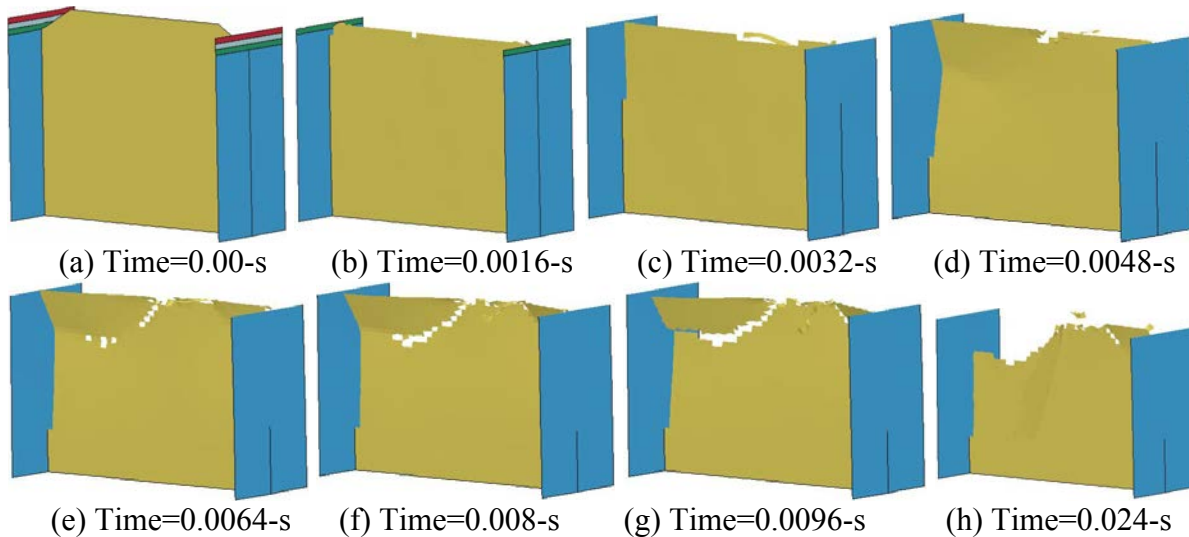 (a) Time=0.00-s (b) Time=0.0016-s (c) Time=0.0032-s (d) Time=0.0048-s
(e) Time=0.0064-s (f) Time=0.008-s (g) Time=0.0096-s (h) Time=0.024-s